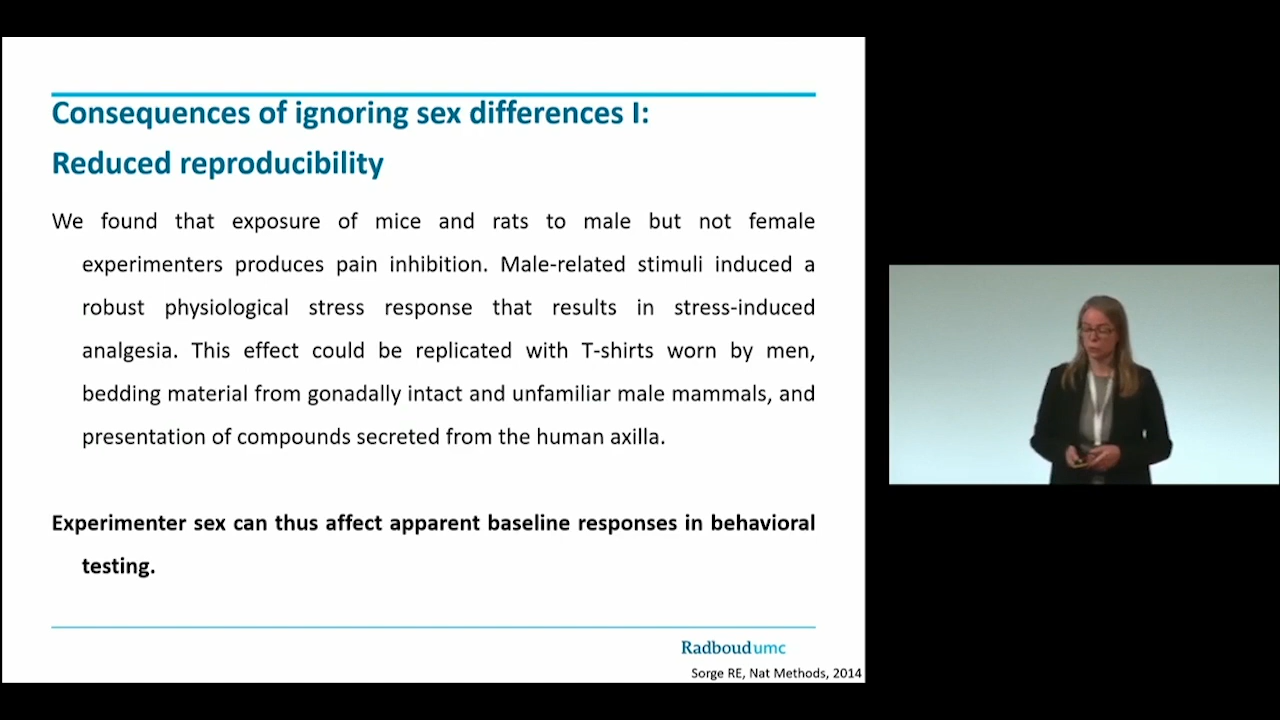 Consequences of ignoring sex differences I:
Reduced reproducibility
We found that exposure of mice and rats to male but not female
experimenters produces pain inhibition. Male-related stimuli induced a
robust physiological stress response that results in stress-induced
analgesia. This effect could be replicated with T-shirts worn by men,
bedding material from gonadally intact and unfamiliar male mammals, and
presentation of compounds secreted from the human axilla.
Experimenter sex can thus affect apparent baseline responses in behavioral
testing.
Radboudumc
Sorge RE, Nat Methods, 2014